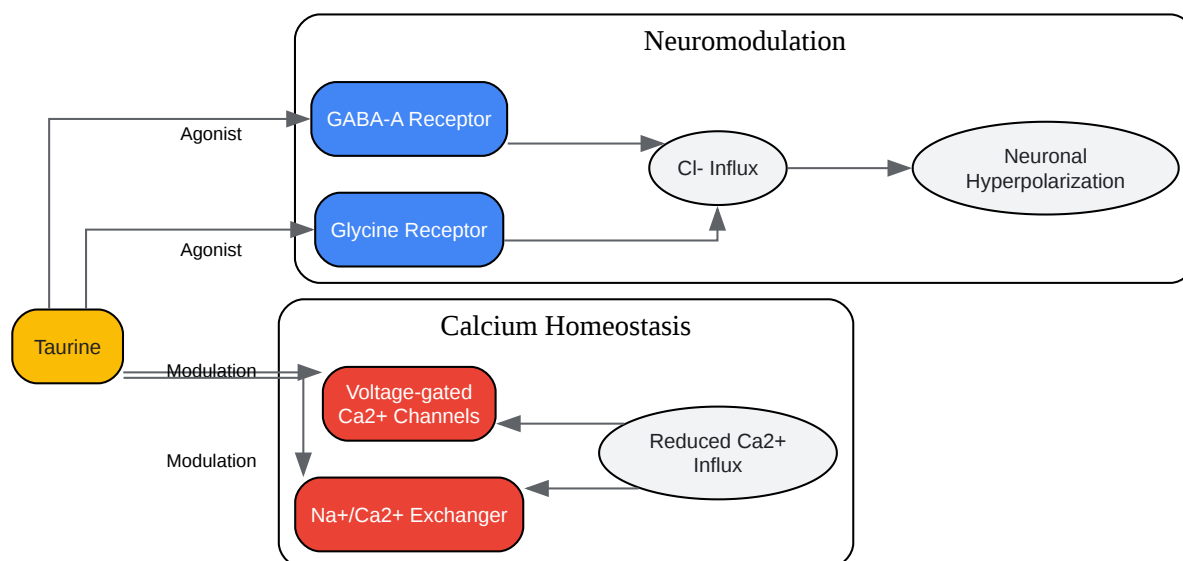 Neuromodulation
GABA-A Receptor
Agonist
Cl- Influx
Neuronal
Hyperpolarization
Glycine Receptor
Agonist
Calcium Homeostasis
Taurine
Modulation
Voltage-gated
Ca2+ Channels
Reduced Ca2+
Influx
Modulation
Na+/Ca2+ Exchanger